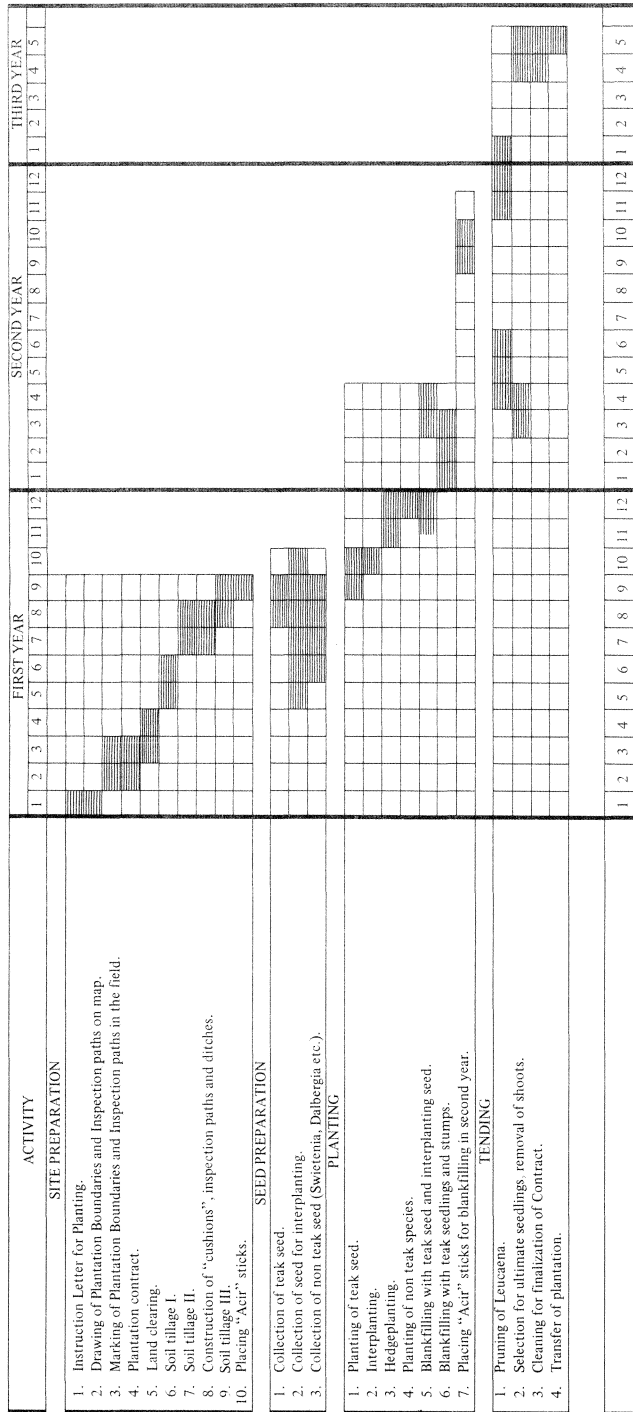 ACTIVITY FIRST YEAR SECOND YEAR THIRD YEAR
1 2 3 4 5 6 7 8 9 10 11 12 1 2 3 4 5 6 7 8 9 10 11 12 1 2 3 4 5
SITE PREPARATION
1. Instruction Letter for Planting.
2. Drawing of Plantation Boundaries and Inspection paths on map.
3. Marking of Plantation Boundaries and Inspection paths in the field.
4. Plantation contract.
5. Land clearing.
6. Soil tillage I.
7. Soil tillage II.
8. Construction of "cushions", inspection paths and ditches.
9. Soil tillage III.
10. Placing "Acir" sticks.
SEED PREPARATION
1. Collection of teak seed.
2. Collection of seed for interplanting.
3. Collection of non teak seed (Swictenia, Dalbergia etc.).
PLANTING
1. Planting of teak seed.
2. Interplanting.
3. Hedgeplanting.
4. Planting of non teak species.
5. Blankfilling with teak seed and interplanting seed.
6. Blankfilling with teak seedlings and stumps.
7. Placing "Acir" sticks for blankfilling in second year.
TENDING
1. Pruning of Leucaena.
2. Selection for ultimate seedlings, removal of shoots.
3. Cleaning for finalization of Contract.
4. Transfer of plantation.
1 2 3 4 5 6 7 8 9 10 11 12 1 2 3 4 5 6 7 8 9 10 11 12 1 2 3 4 5